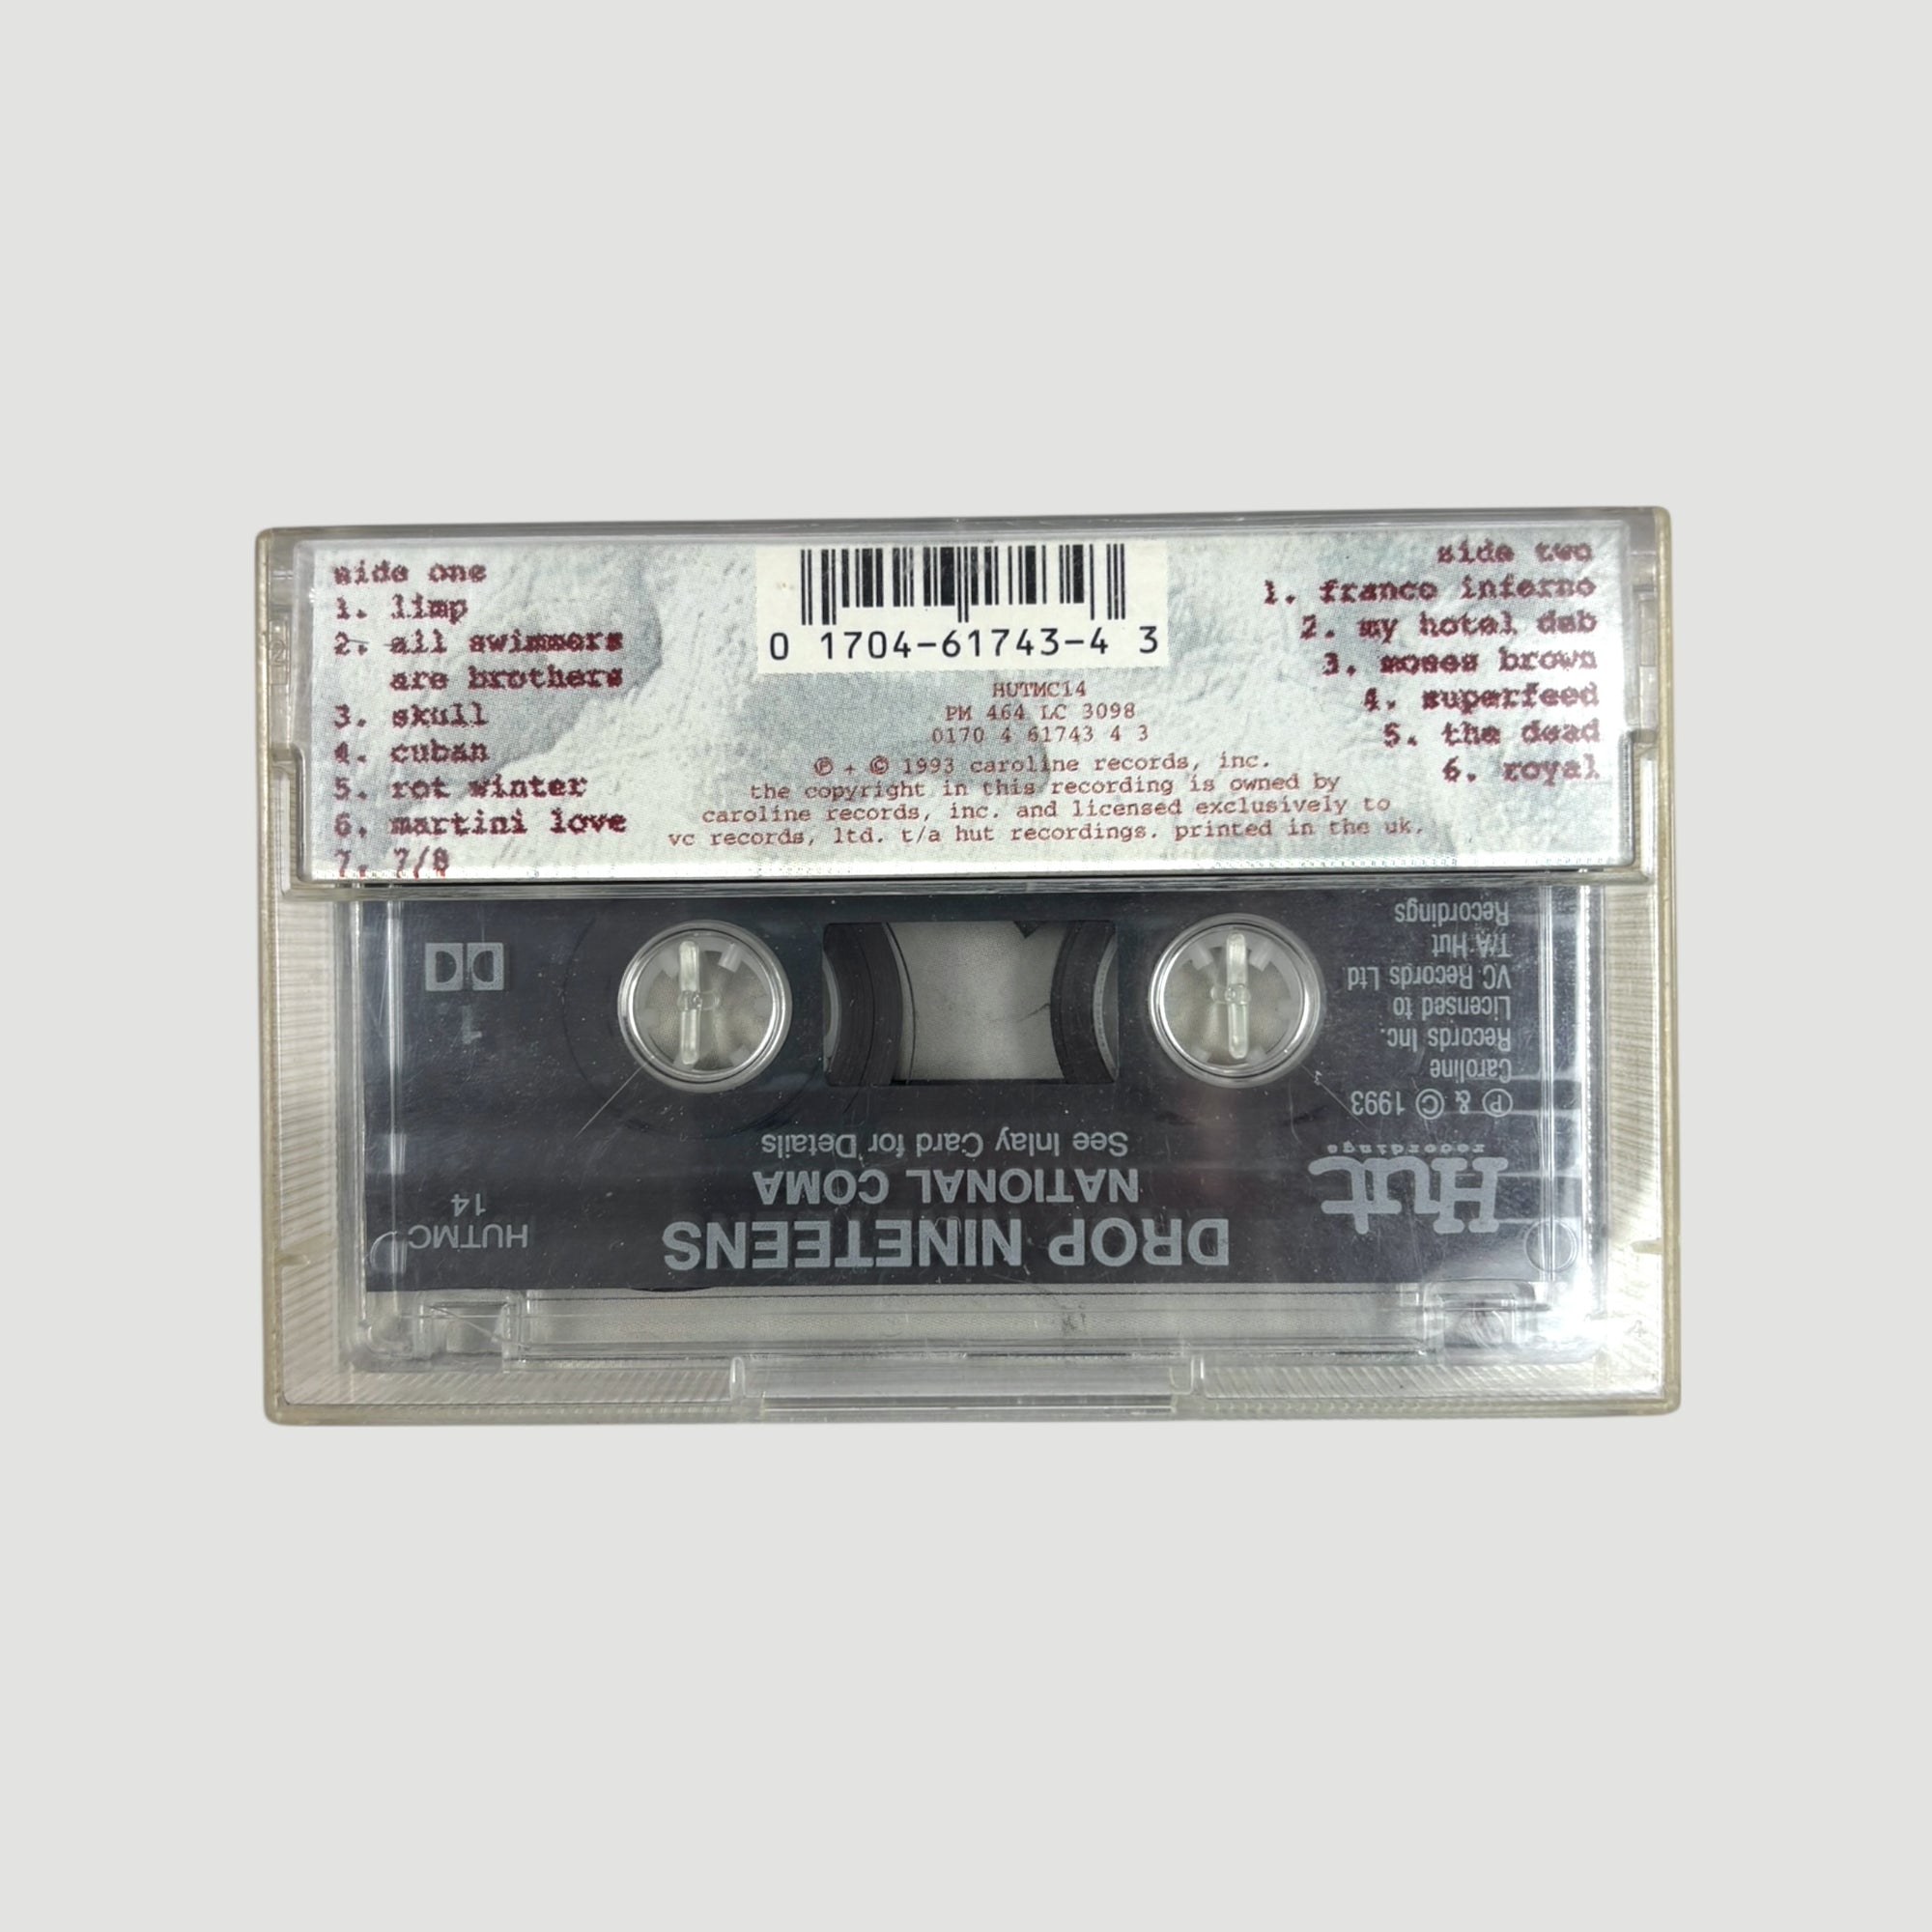 side one
1. limp
2. all swimmers
are brothers
3. skull
4. cuban
5. rot winter
6. martini love
7. 7/8
0 1704-61743-4 3
HUTMC14
PM 464 LC 3098
0170 4 61743 4 3
℗ + © 1993 caroline records, inc.
the copyright in this recording is owned by
caroline records, inc. and licensed exclusively to
vc records, ltd. t/a hut recordings. printed in the uk.
side two
1. franco inferno
2. my hotel deb
3. moses brown
4. superfeed
5. the dead
6. royal
DROP NINETEENS
NATIONAL COMA
See Inlay Card for Details
HUTMC
14
Hut
recordings
℗ & © 1993
Caroline
Records Inc.
Licensed to
VC Records Ltd
T/A Hut
Recordings
1